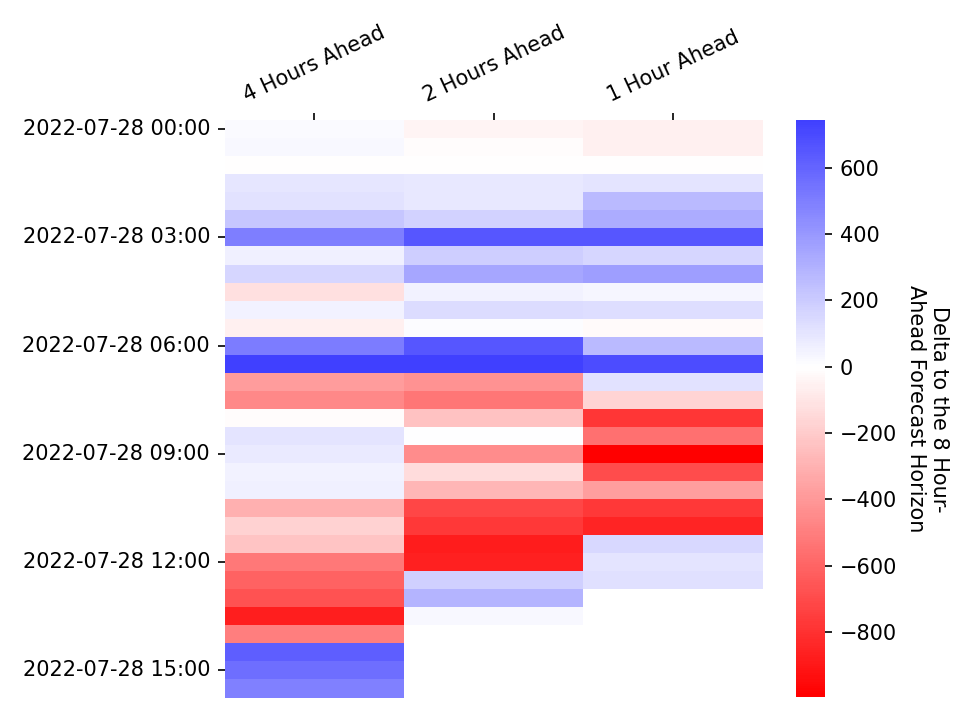 4 Hours Ahead
2 Hours Ahead
1 Hour Ahead
2022-07-28 00:00
2022-07-28 03:00
2022-07-28 06:00
2022-07-28 09:00
2022-07-28 12:00
2022-07-28 15:00
600
400
200
0
−200
−400
−600
−800
Delta to the 8 Hour-
Ahead Forecast Horizon